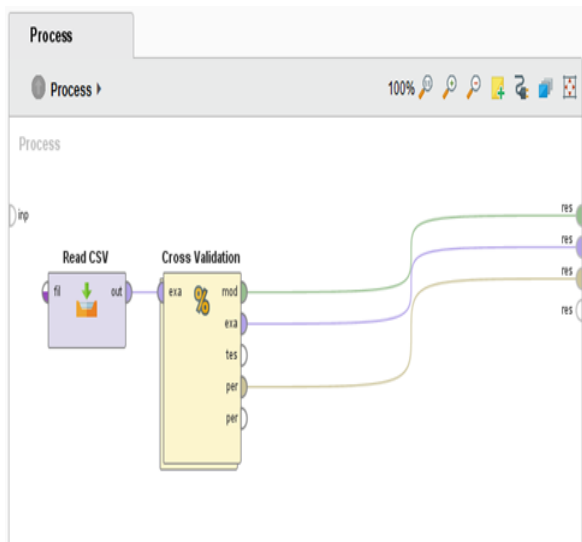 Process
Process
100%
Process
inp
res
res
res
res
Read CSV
Cross Validation
fil
out
exa
mod
exa
tes
per
per